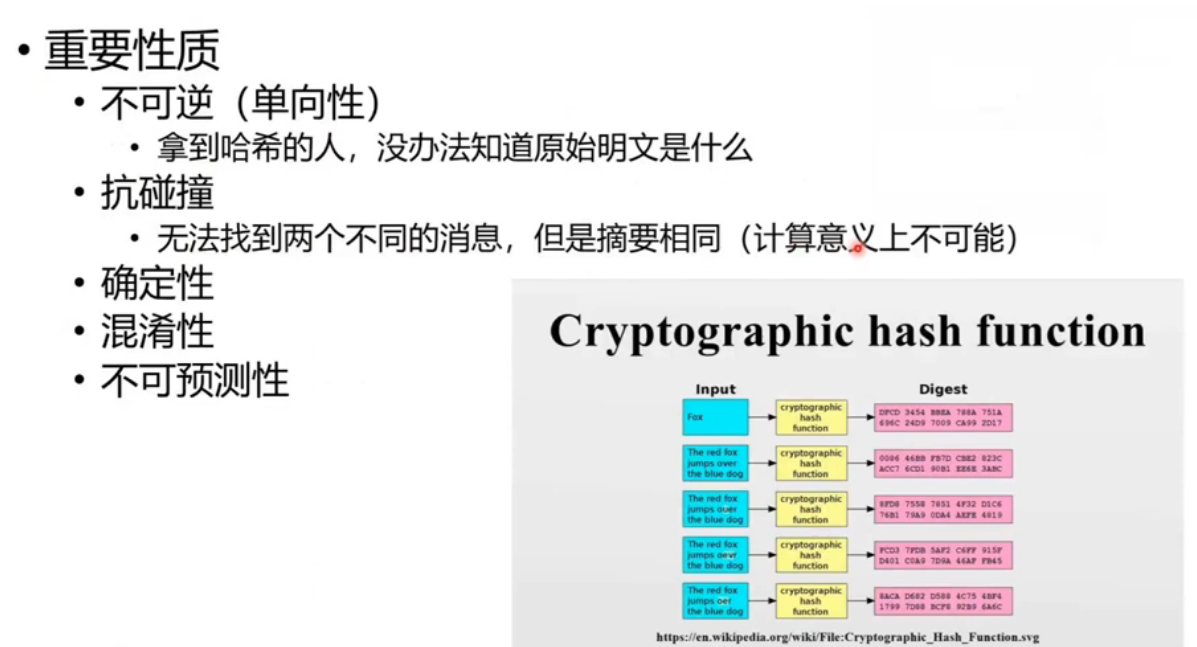 • 重要性质
• 不可逆（单向性）
• 拿到哈希的人，没办法知道原始明文是什么
• 抗碰撞
• 无法找到两个不同的消息，但是摘要相同（计算意义上不可能）
• 确定性
• 混淆性
• 不可预测性
Cryptographic hash function
Input
Digest
Fox
cryptographic
hash
function
DFCD 3454 BBEA 788A 751A
696C 24D9 7009 CA99 2D17
The red fox
jumps over
the blue dog
cryptographic
hash
function
0086 46BB FB7D CBE2 823C
ACC7 6CD1 90B1 EE6E 3ABC
The red fox
jumps ouer
the blue dog
cryptographic
hash
function
8FD8 7558 7851 4F32 D1C6
76B1 79A9 0DA4 AEFE 4819
The red fox
jumps oevr
the blue dog
cryptographic
hash
function
FCD3 7FDB 5AF2 C6FF 915F
D401 C0A9 7D9A 46AF FB45
The red fox
jumps oer
the blue dog
cryptographic
hash
function
8ACA D682 D588 4C75 4BF4
1799 7D88 BCF8 92B9 6A6C
https://en.wikipedia.org/wiki/File:Cryptographic_Hash_Function.svg